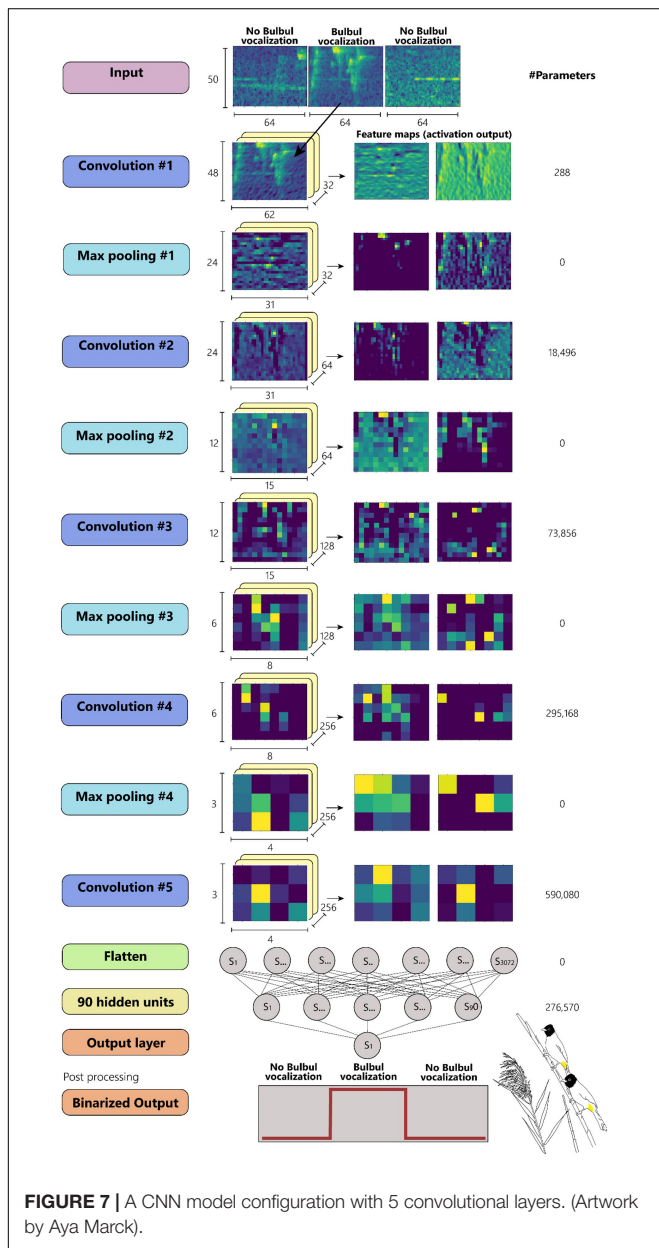 No Bulbul vocalization
Bulbul vocalization
No Bulbul vocalization
Input
50
#Parameters
64
64
64
Feature maps (activation output)
Convolution #1
48
32
288
62
Max pooling #1
24
32
0
31
Convolution #2
24
64
18,496
31
Max pooling #2
12
64
0
15
Convolution #3
12
128
73,856
15
Max pooling #3
6
128
0
8
Convolution #4
6
256
295,168
8
Max pooling #4
3
256
0
4
Convolution #5
3
256
590,080
4
Flatten
S1
S...
S...
S..
S...
S...
S3072
0
90 hidden units
S1
S...
S...
S...
S90
276,570
Output layer
S1
Post processing
No Bulbul vocalization
Bulbul vocalization
No Bulbul vocalization
Binarized Output
FIGURE 7 | A CNN model configuration with 5 convolutional layers. (Artwork
by Aya Marck).